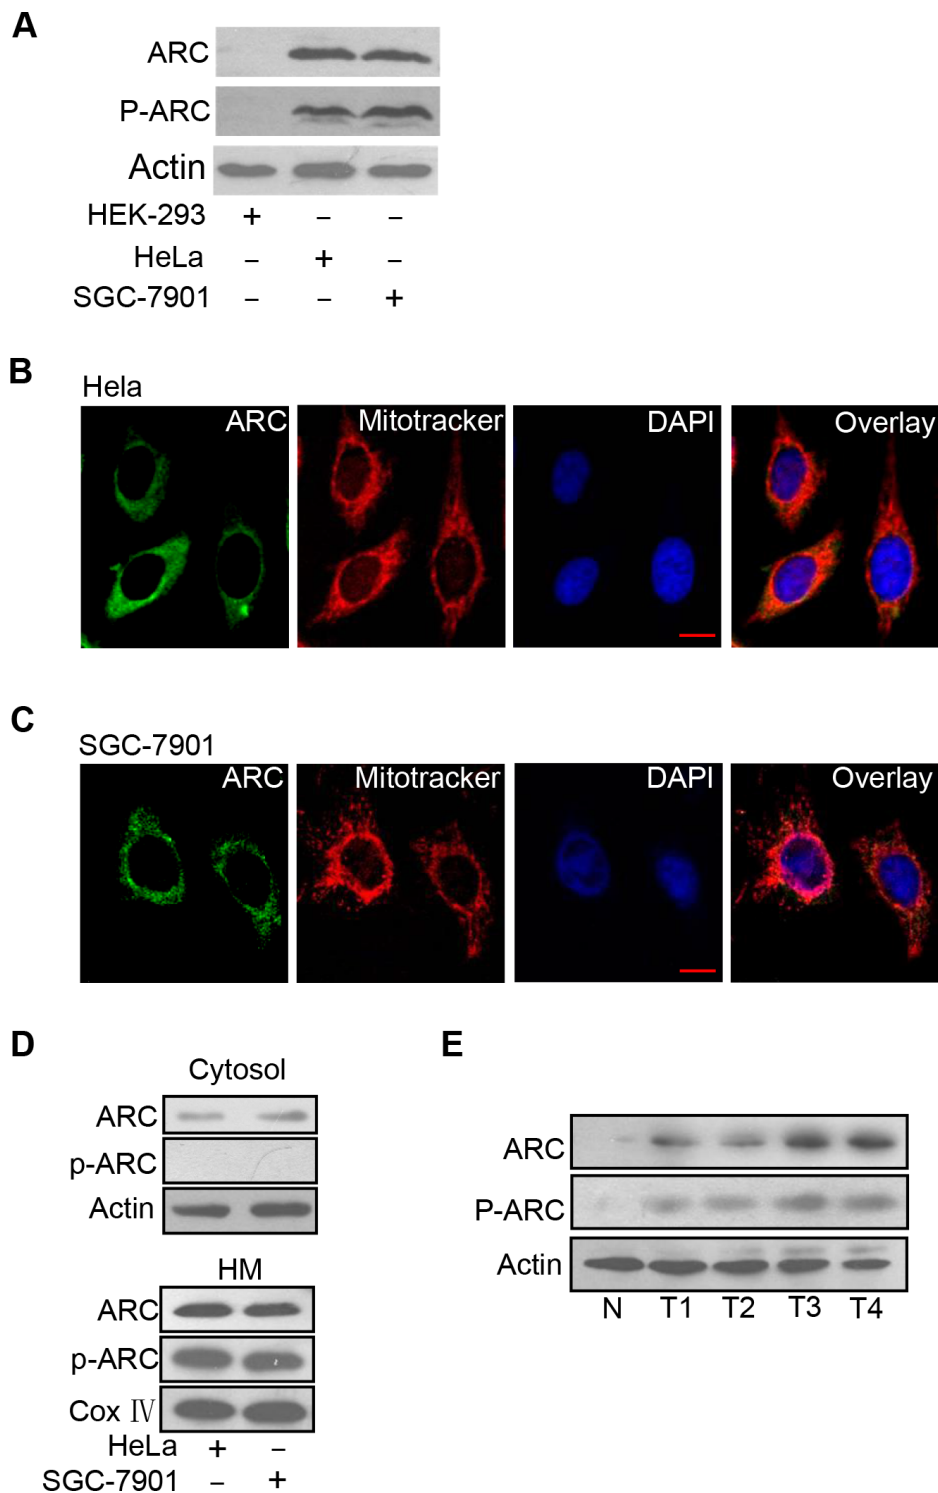 A
ARC
P-ARC
Actin
HEK-293 + – –
HeLa – + –
SGC-7901 – – +
B
Hela
ARC Mitotracker DAPI Overlay
C
SGC-7901
ARC Mitotracker DAPI Overlay
D
Cytosol
ARC
p-ARC
Actin
HM
ARC
p-ARC
Cox Ⅳ
HeLa + –
SGC-7901 – +
E
ARC
P-ARC
Actin
N T1 T2 T3 T4